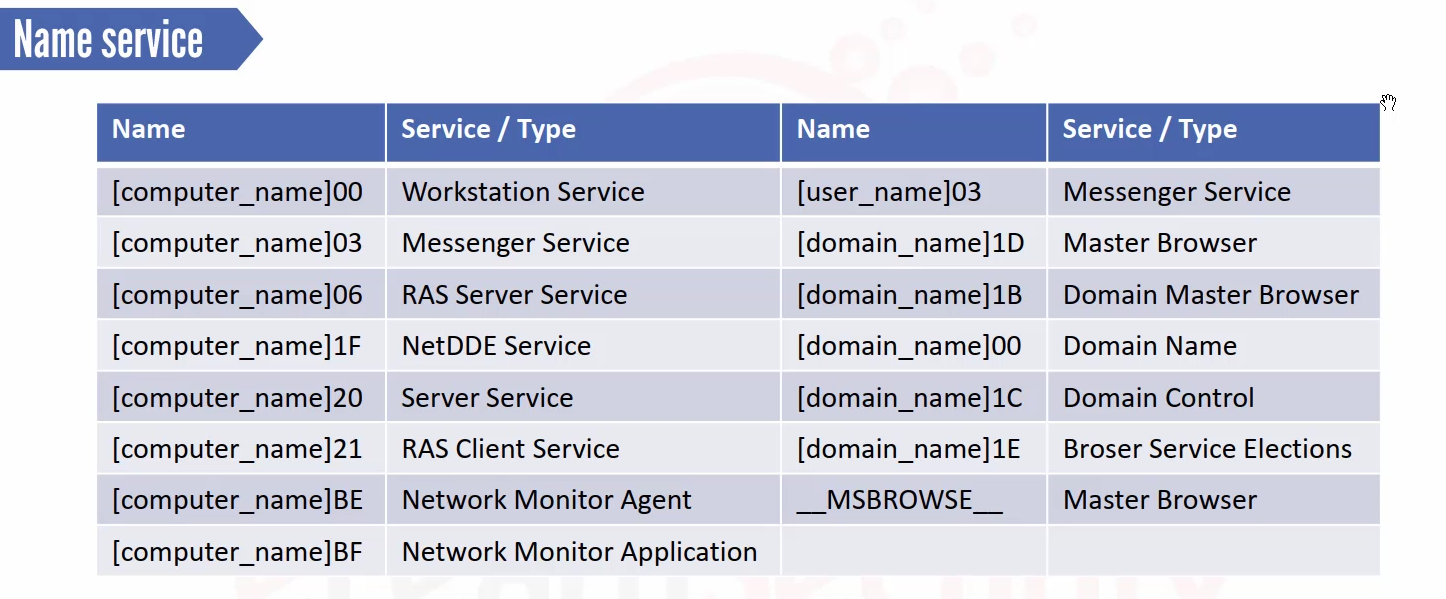 Name service
Name Service / Type Name Service / Type
[computer_name]00 Workstation Service [user_name]03 Messenger Service
[computer_name]03 Messenger Service [domain_name]1D Master Browser
[computer_name]06 RAS Server Service [domain_name]1B Domain Master Browser
[computer_name]1F NetDDE Service [domain_name]00 Domain Name
[computer_name]20 Server Service [domain_name]1C Domain Control
[computer_name]21 RAS Client Service [domain_name]1E Broser Service Elections
[computer_name]BE Network Monitor Agent __MSBROWSE__ Master Browser
[computer_name]BF Network Monitor Application